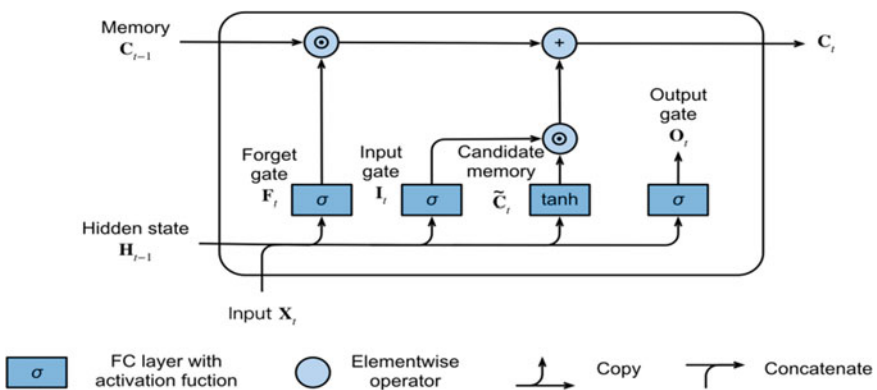 Memory
C_{t-1}
⊙
+
C_t
Output
gate
O_t
Forget
gate
F_t
Input
gate
I_t
Candidate
memory
C̃_t
⊙
σ
σ
tanh
σ
Hidden state
H_{t-1}
Input X_t
σ
FC layer with
activation fuction
Elementwise
operator
Copy
Concatenate